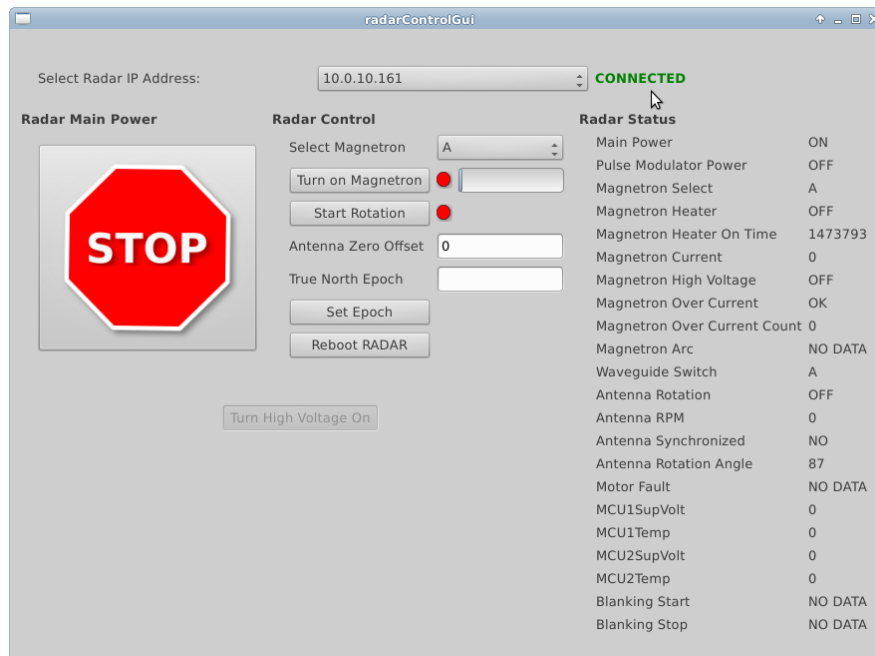 radarControlGui
Select Radar IP Address: 10.0.10.161 CONNECTED
Radar Main Power
STOP
Radar Control
Select Magnetron A
Turn on Magnetron
Start Rotation
Antenna Zero Offset 0
True North Epoch
Set Epoch
Reboot RADAR
Turn High Voltage On
Radar Status
Main Power ON
Pulse Modulator Power OFF
Magnetron Select A
Magnetron Heater OFF
Magnetron Heater On Time 1473793
Magnetron Current 0
Magnetron High Voltage OFF
Magnetron Over Current OK
Magnetron Over Current Count 0
Magnetron Arc NO DATA
Waveguide Switch A
Antenna Rotation OFF
Antenna RPM 0
Antenna Synchronized NO
Antenna Rotation Angle 87
Motor Fault NO DATA
MCU1SupVolt 0
MCU1Temp 0
MCU2SupVolt 0
MCU2Temp 0
Blanking Start NO DATA
Blanking Stop NO DATA